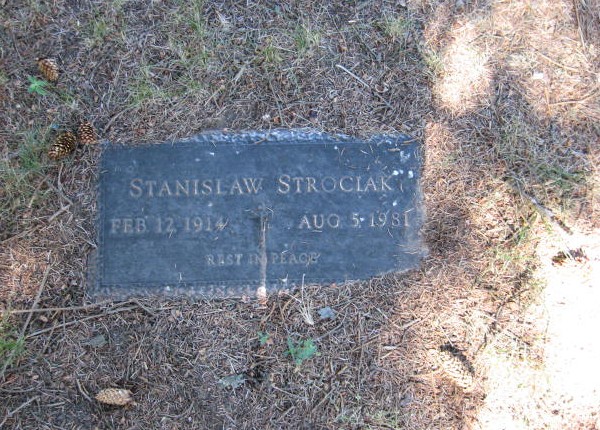 STANISLAW STROCIAK
FEB 12 1914 AUG 5 1981
REST IN PEACE